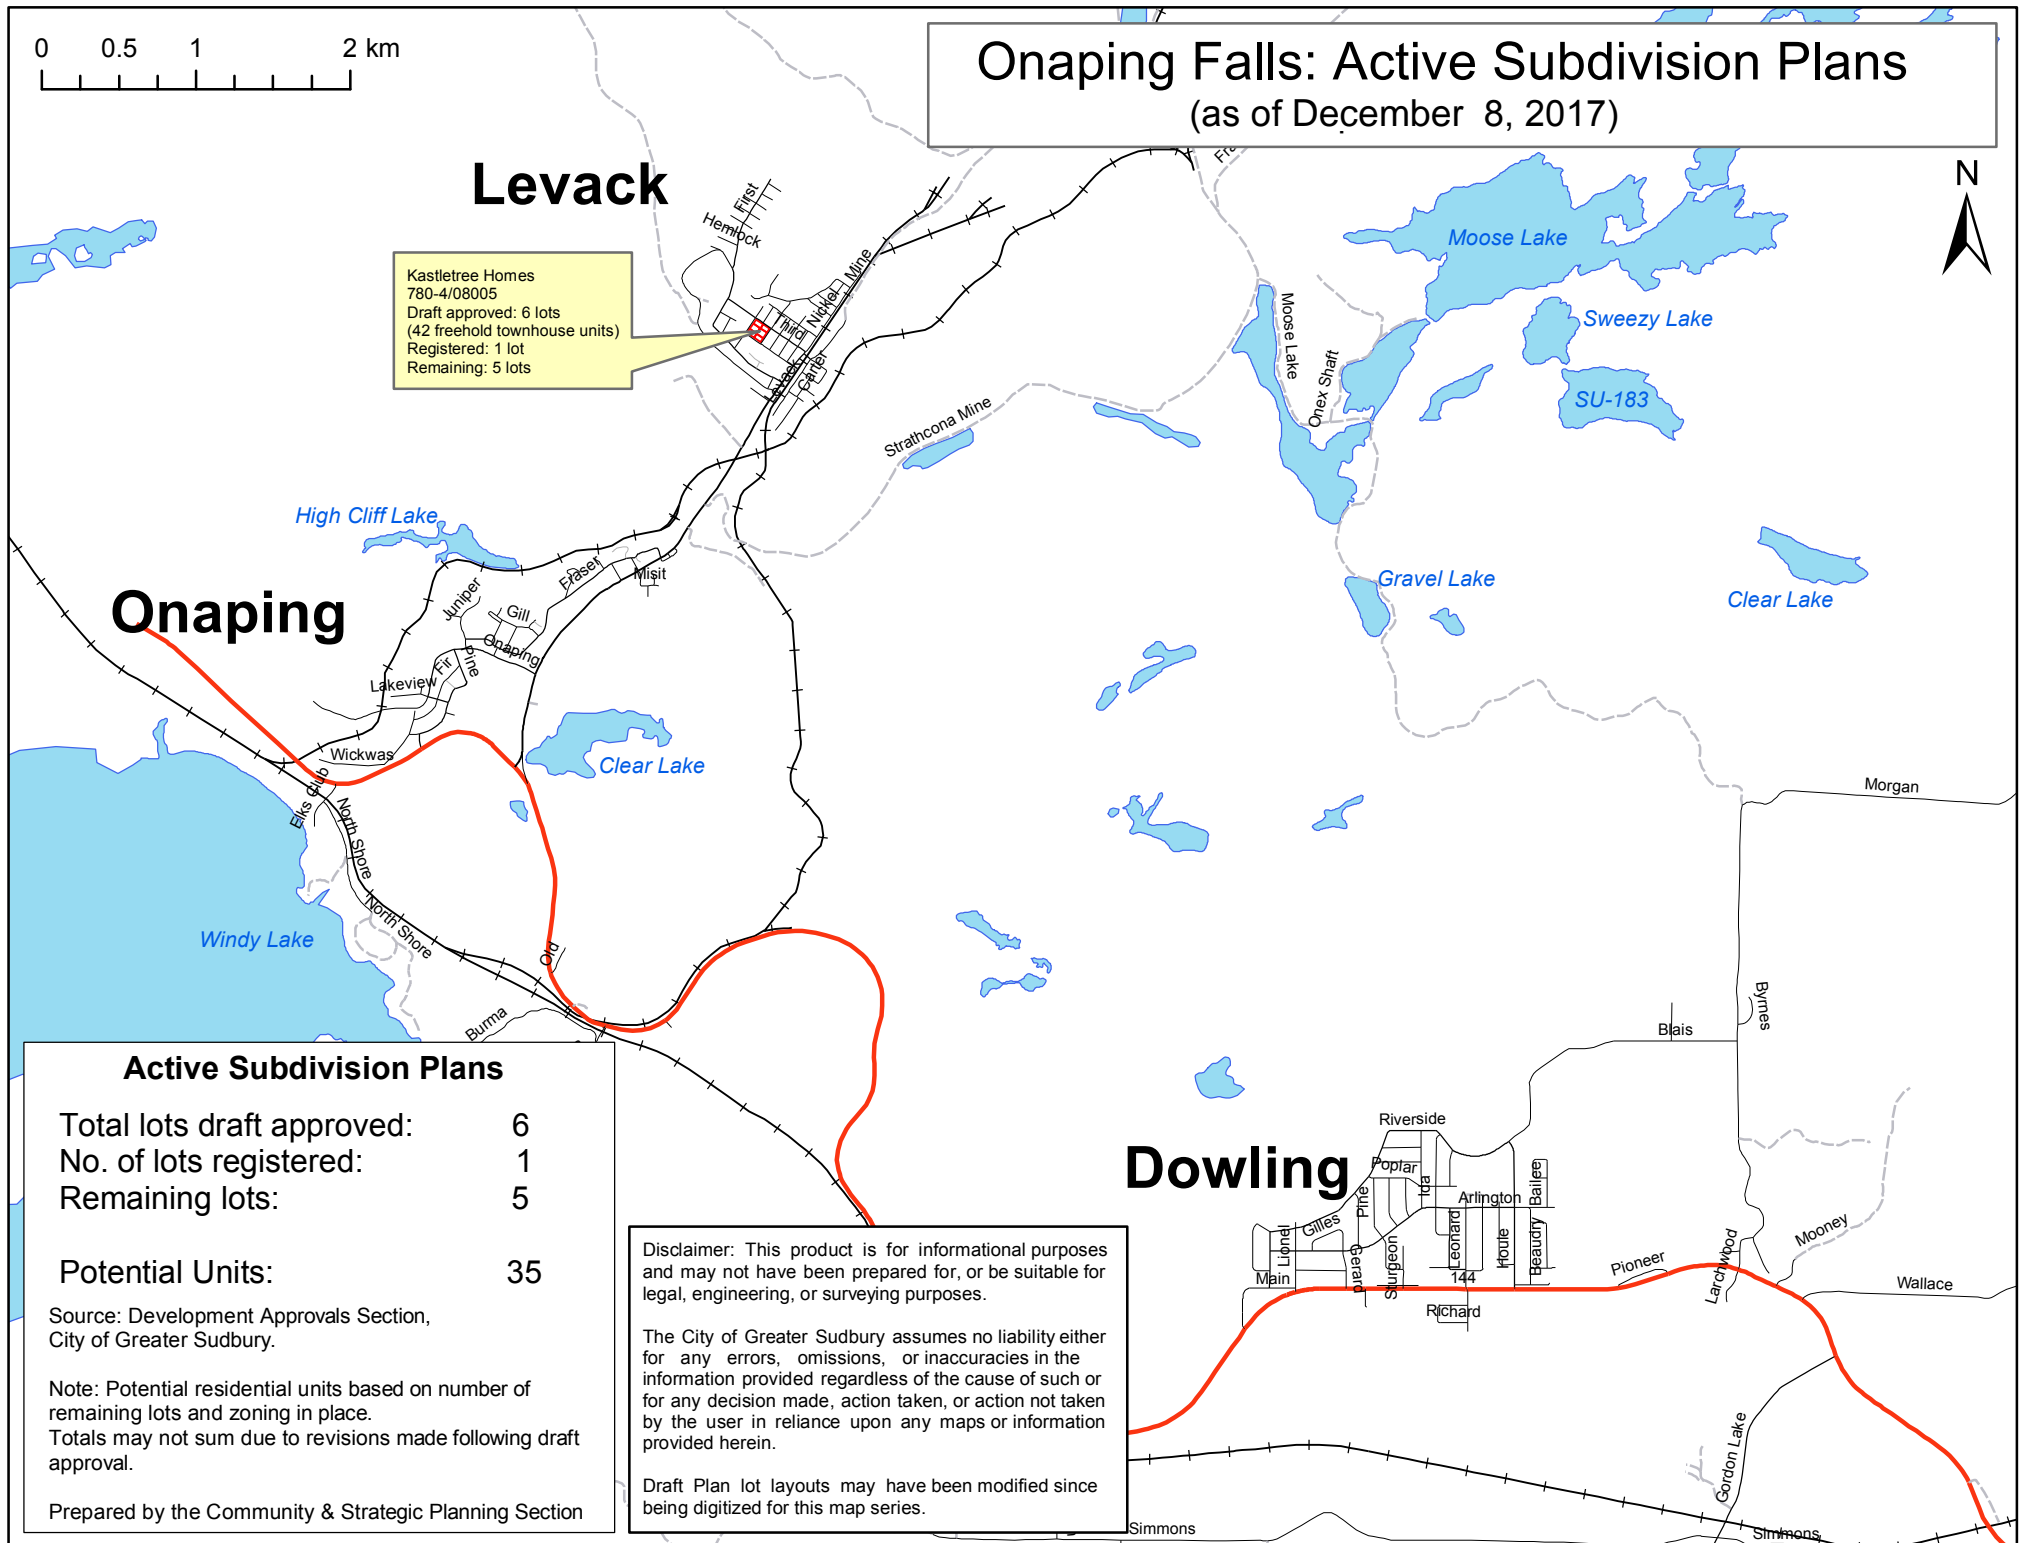 0 0.5 1 2 km
Onaping Falls: Active Subdivision Plans
(as of December 8, 2017)
N
Levack
First
Hemlock
Mine
Nickel
Third
Levack
Carter
Kastletree Homes
780-4/08005
Draft approved: 6 lots
(42 freehold townhouse units)
Registered: 1 lot
Remaining: 5 lots
Moose Lake
Sweezy Lake
SU-183
Moose Lake
Onex Shaft
Strathcona Mine
High Cliff Lake
Gravel Lake
Clear Lake
Onaping
Fraser
Misit
Juniper
Gill
Onaping
Fir
Pine
Lakeview
Wickwas
Clear Lake
Elks Club
North Shore
North Shore
Windy Lake
Old
Burma
Morgan
Byrnes
Blais
Dowling
Riverside
Poplar
Ida
Pine
Arlington
Bailee
Gilles
Lionel
Gerard
Sturgeon
Leonard
Houle
Beaudry
Main
144
Richard
Pioneer
Larchwood
Mooney
Wallace
Gordon Lake
Simmons
Simmons
Active Subdivision Plans
Total lots draft approved: 6
No. of lots registered: 1
Remaining lots: 5
Potential Units: 35
Source: Development Approvals Section,
City of Greater Sudbury.
Note: Potential residential units based on number of
remaining lots and zoning in place.
Totals may not sum due to revisions made following draft
approval.
Prepared by the Community & Strategic Planning Section
Disclaimer: This product is for informational purposes
and may not have been prepared for, or be suitable for
legal, engineering, or surveying purposes.
The City of Greater Sudbury assumes no liability either
for any errors, omissions, or inaccuracies in the
information provided regardless of the cause of such or
for any decision made, action taken, or action not taken
by the user in reliance upon any maps or information
provided herein.
Draft Plan lot layouts may have been modified since
being digitized for this map series.